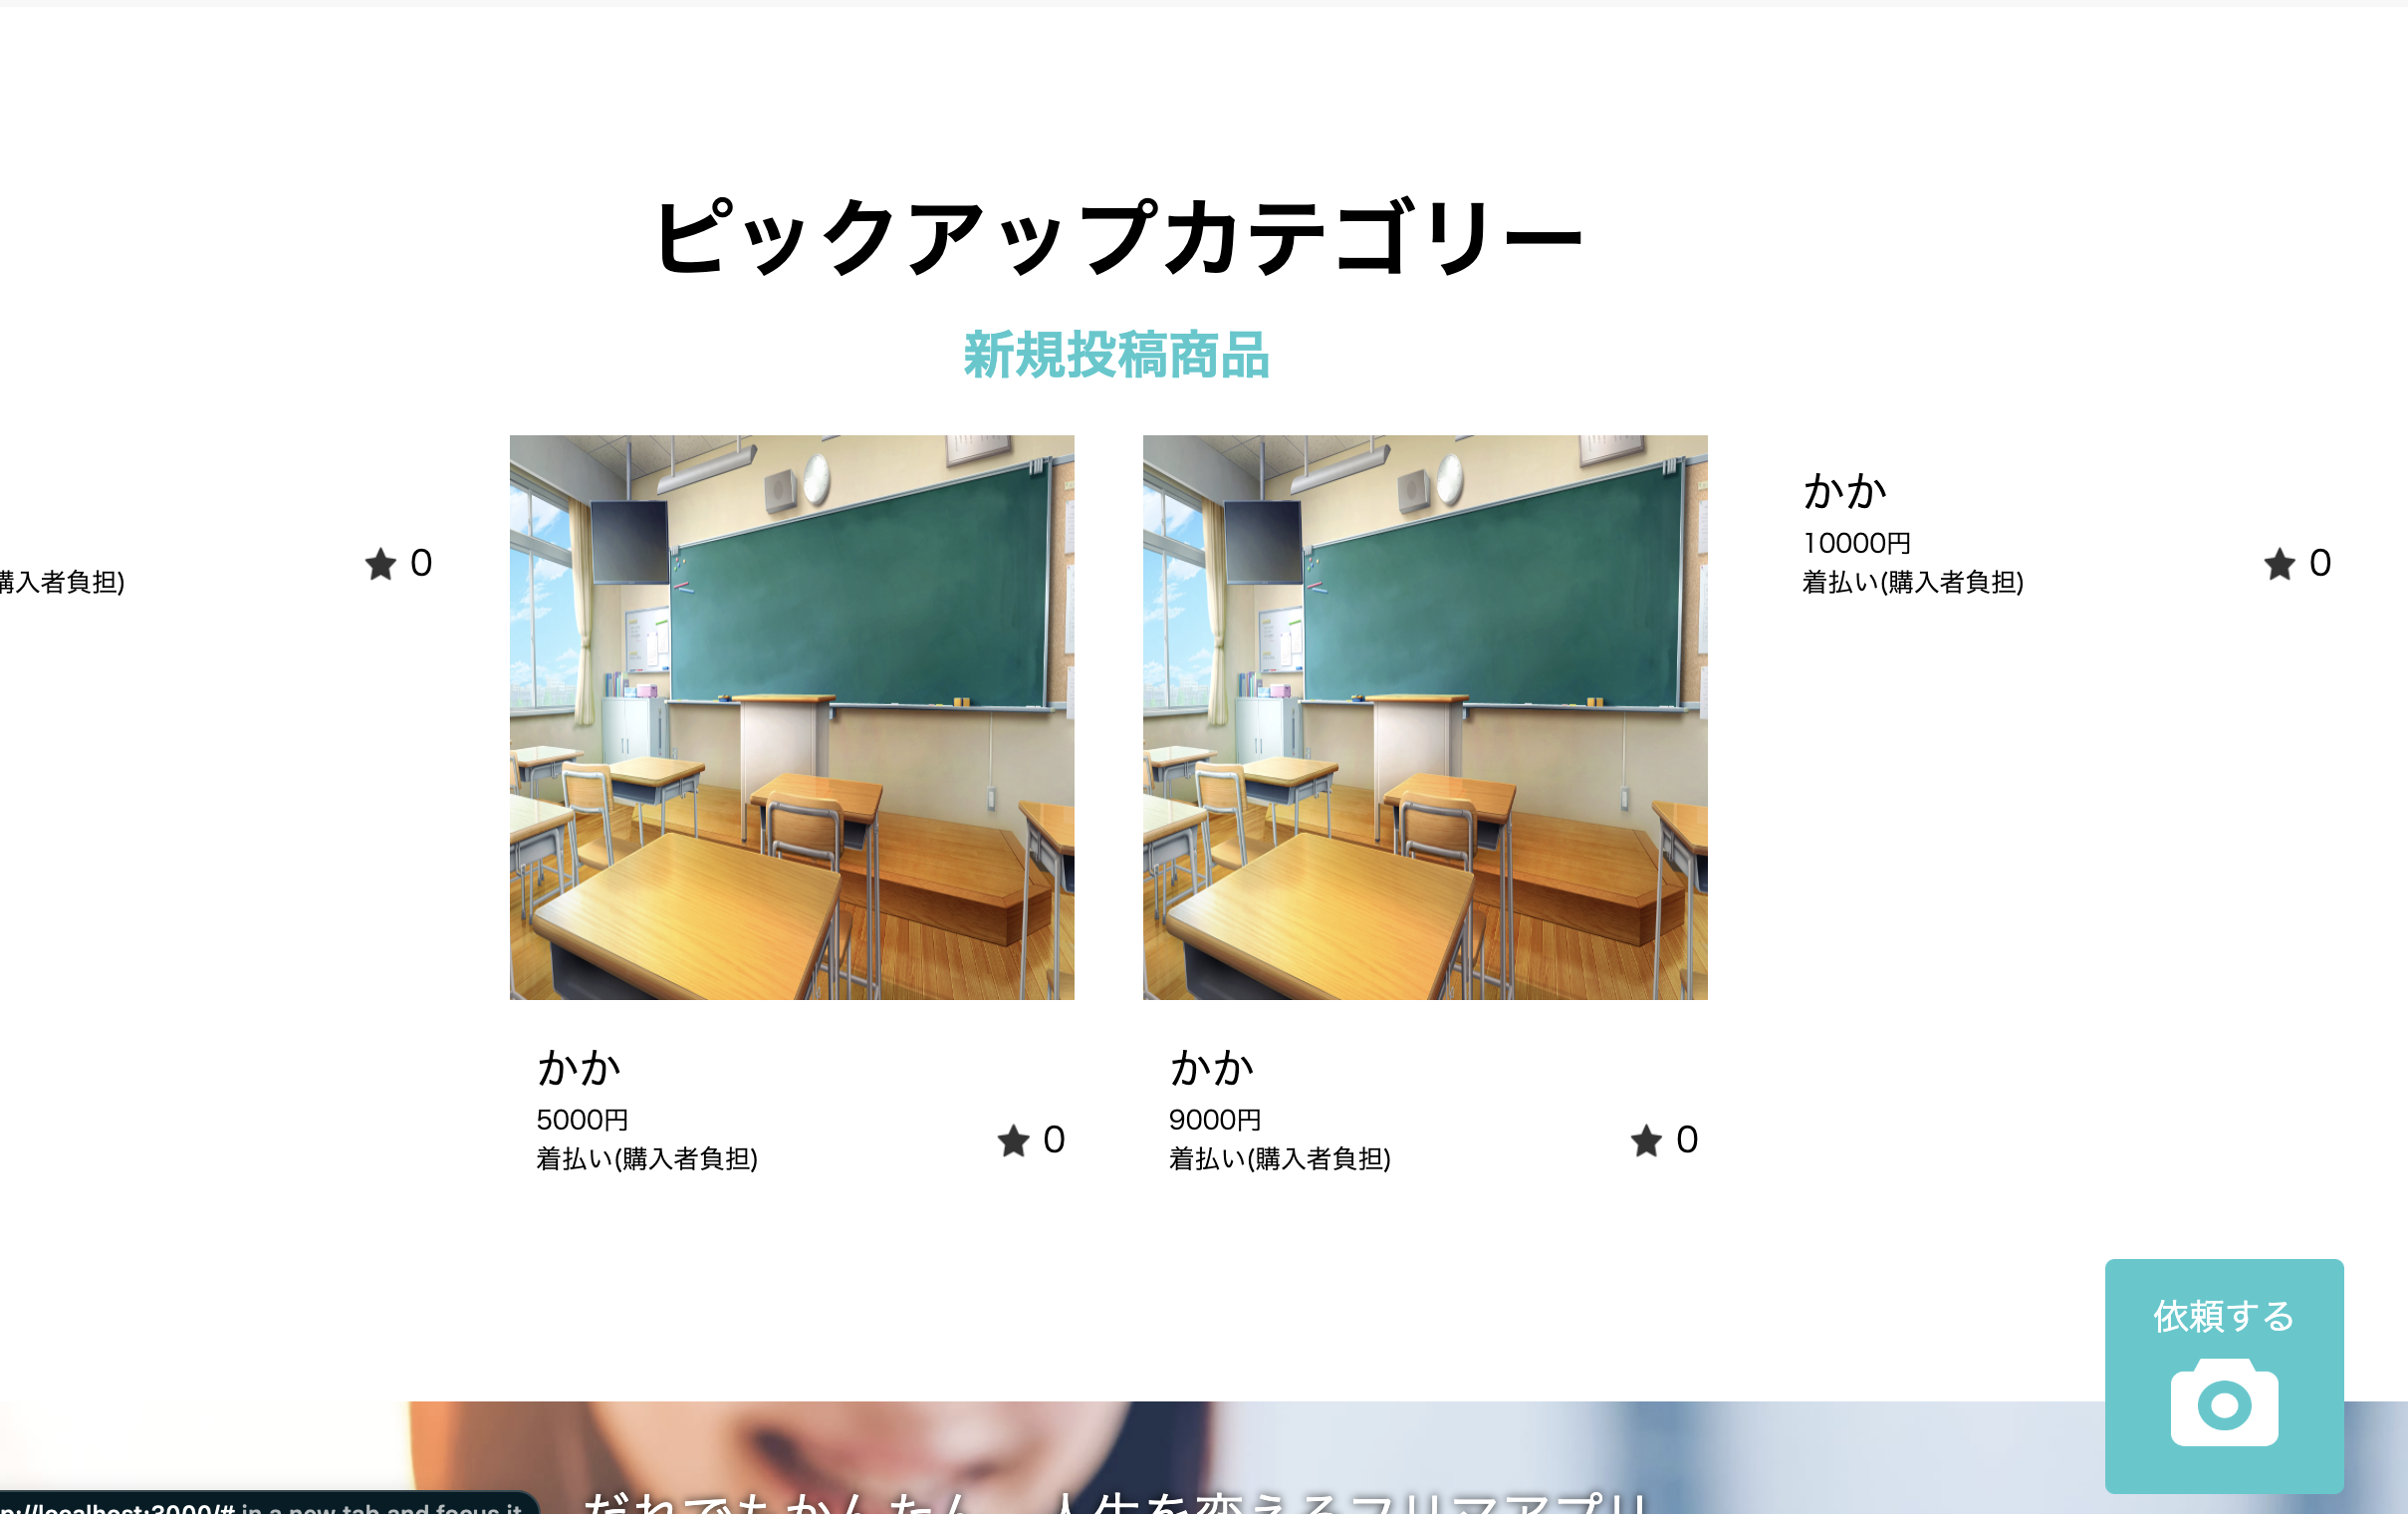 ピックアップカテゴリー
新規投稿商品
購入者負担)
★ 0
かか
10000円
着払い(購入者負担)
★ 0
かか
5000円
着払い(購入者負担)
★ 0
かか
9000円
着払い(購入者負担)
★ 0
依頼する
だれでもかんたん、人生を変えるフリマアプリ
p://localhost:3000/# in a new tab and focus it